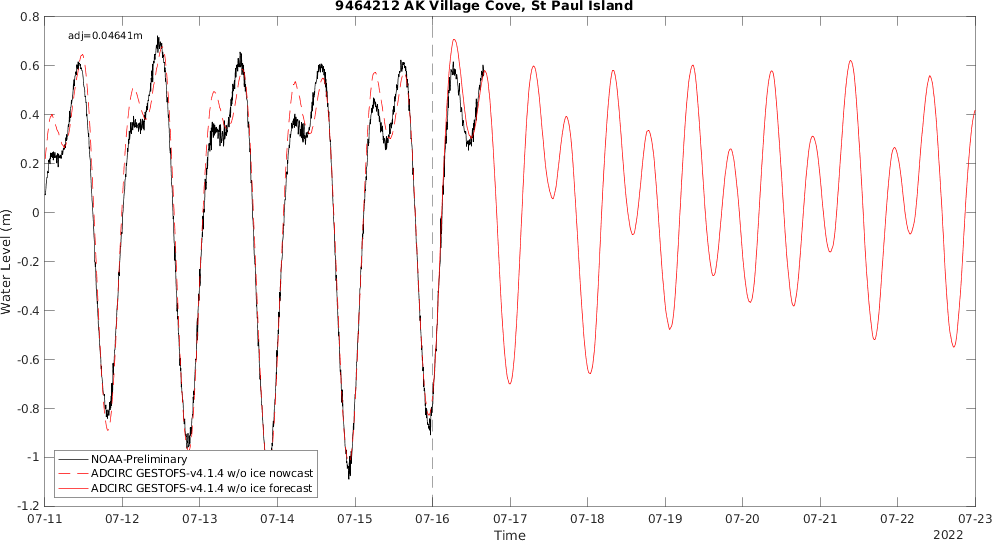 9464212 AK Village Cove, St Paul Island
adj=0.04641m
Water Level (m)
0.8
0.6
0.4
0.2
0
-0.2
-0.4
-0.6
-0.8
-1
-1.2
NOAA-Preliminary
ADCIRC GESTOFS-v4.1.4 w/o ice nowcast
ADCIRC GESTOFS-v4.1.4 w/o ice forecast
07-11 07-12 07-13 07-14 07-15 07-16 07-17 07-18 07-19 07-20 07-21 07-22 07-23
Time
2022